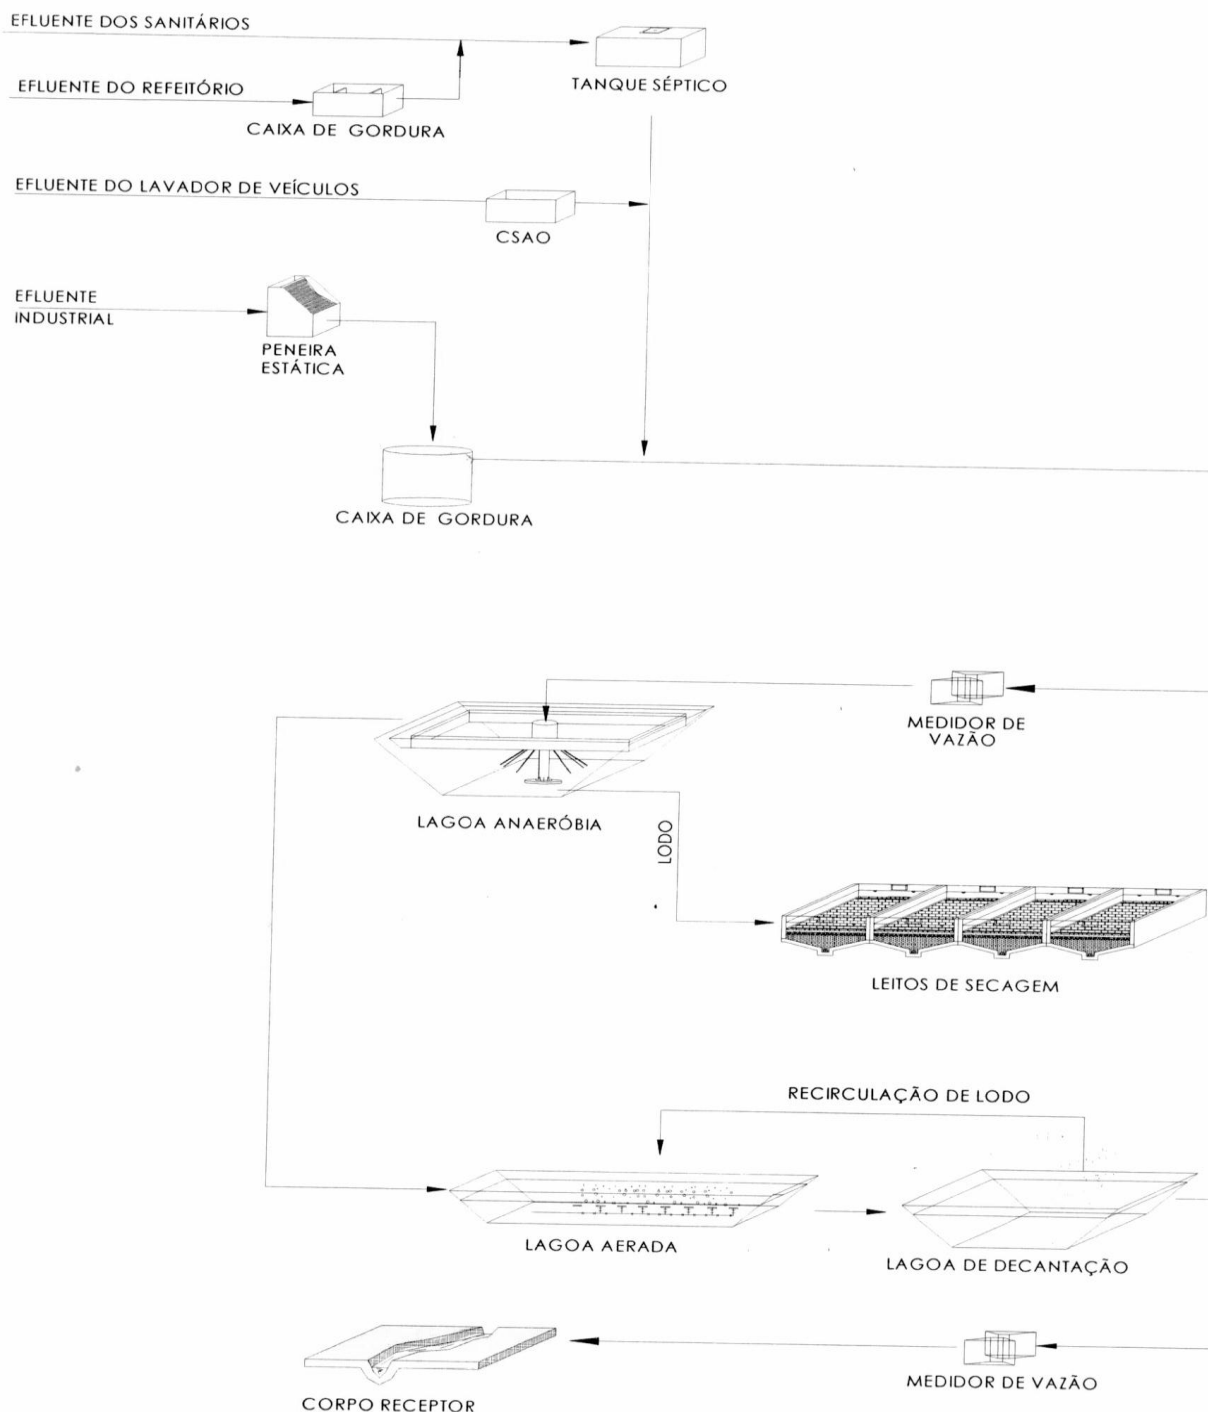 EFLUENTE DOS SANITÁRIOS
TANQUE SÉPTICO
EFLUENTE DO REFEITÓRIO
CAIXA DE GORDURA
EFLUENTE DO LAVADOR DE VEÍCULOS
CSAO
EFLUENTE
INDUSTRIAL
PENEIRA
ESTÁTICA
CAIXA DE GORDURA
MEDIDOR DE
VAZÃO
LAGOA ANAERÓBIA
LODO
LEITOS DE SECAGEM
RECIRCULAÇÃO DE LODO
LAGOA AERADA
LAGOA DE DECANTAÇÃO
MEDIDOR DE VAZÃO
CORPO RECEPTOR